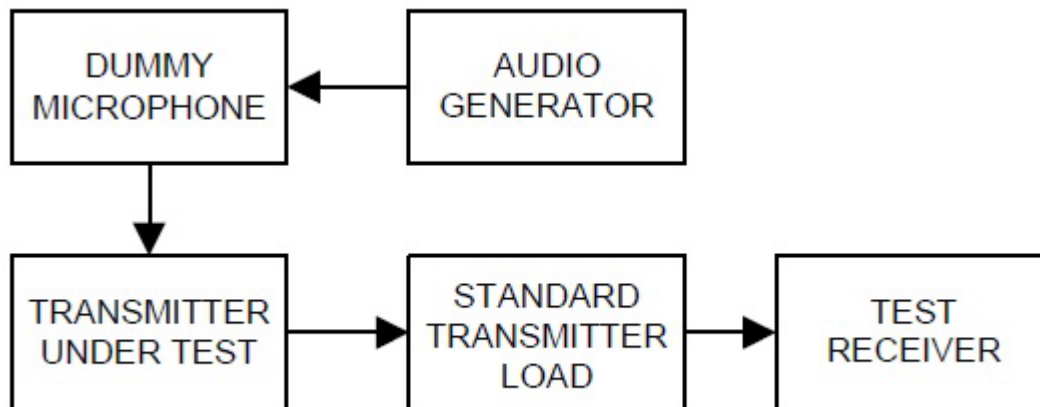 DUMMY
MICROPHONE
AUDIO
GENERATOR
TRANSMITTER
UNDER TEST
STANDARD
TRANSMITTER
LOAD
TEST
RECEIVER